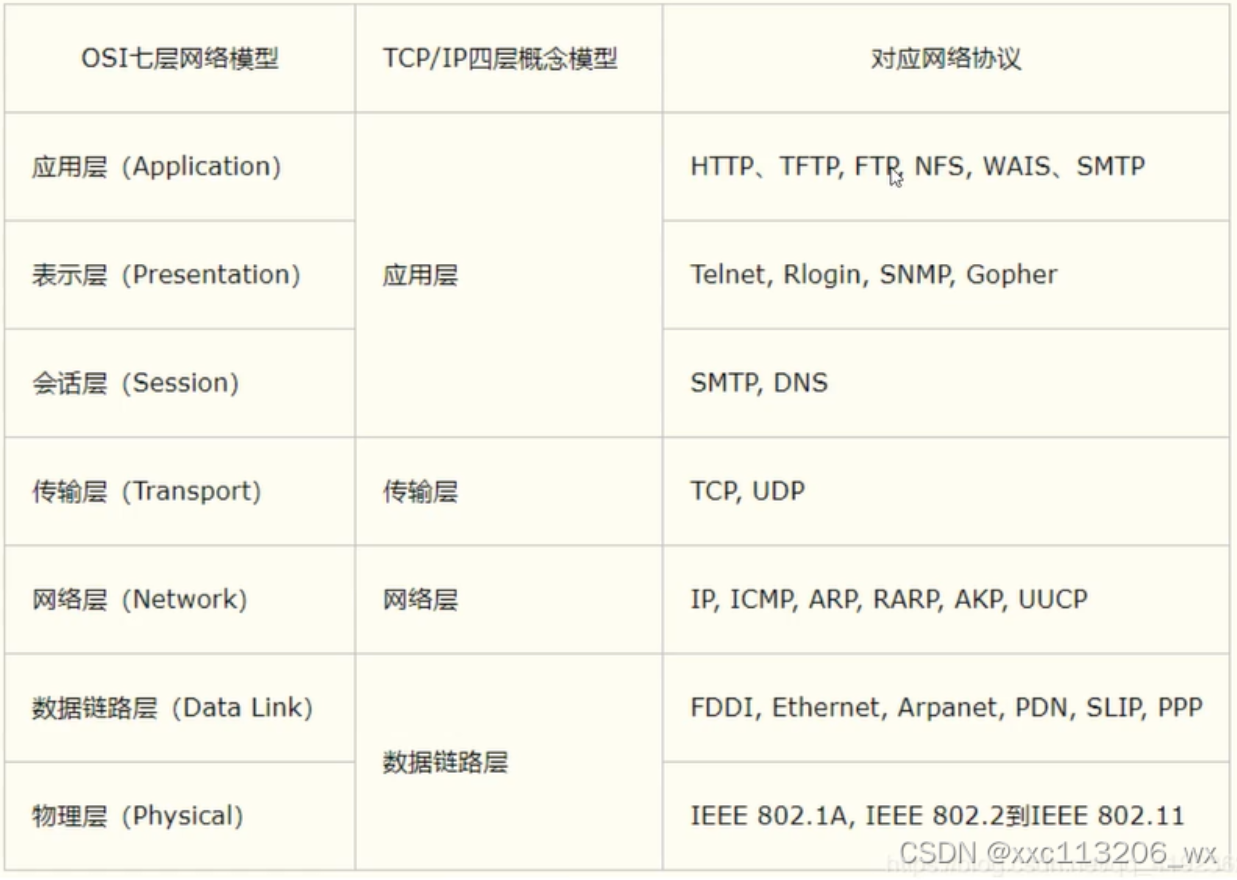 OSI七层网络模型 TCP/IP四层概念模型 对应网络协议
应用层（Application） HTTP、TFTP, FTP, NFS, WAIS、SMTP
表示层（Presentation） 应用层 Telnet, Rlogin, SNMP, Gopher
会话层（Session） SMTP, DNS
传输层（Transport） 传输层 TCP, UDP
网络层（Network） 网络层 IP, ICMP, ARP, RARP, AKP, UUCP
数据链路层（Data Link） FDDI, Ethernet, Arpanet, PDN, SLIP, PPP
数据链路层
物理层（Physical） IEEE 802.1A, IEEE 802.2到IEEE 802.11
CSDN @xxc113206_wx